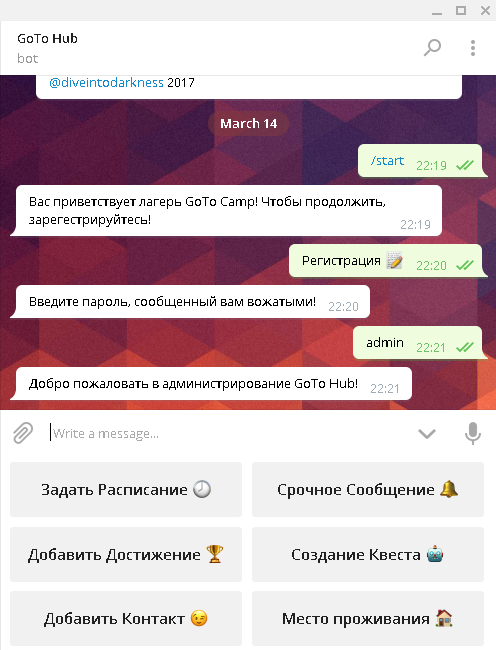 GoTo Hub
bot
@diveintodarkness 2017
March 14
/start 22:19
Вас приветствует лагерь GoTo Camp! Чтобы продолжить,
зарегестрируйтесь!
22:19
Регистрация 📝 22:20
Введите пароль, сообщенный вам вожатыми! 22:20
admin 22:21
Добро пожаловать в администрирование GoTo Hub! 22:21
Write a message...
Задать Расписание 🕗 Срочное Сообщение 🔔
Добавить Достижение 🏆 Создание Квеста 🤖
Добавить Контакт 😉 Место проживания 🏠